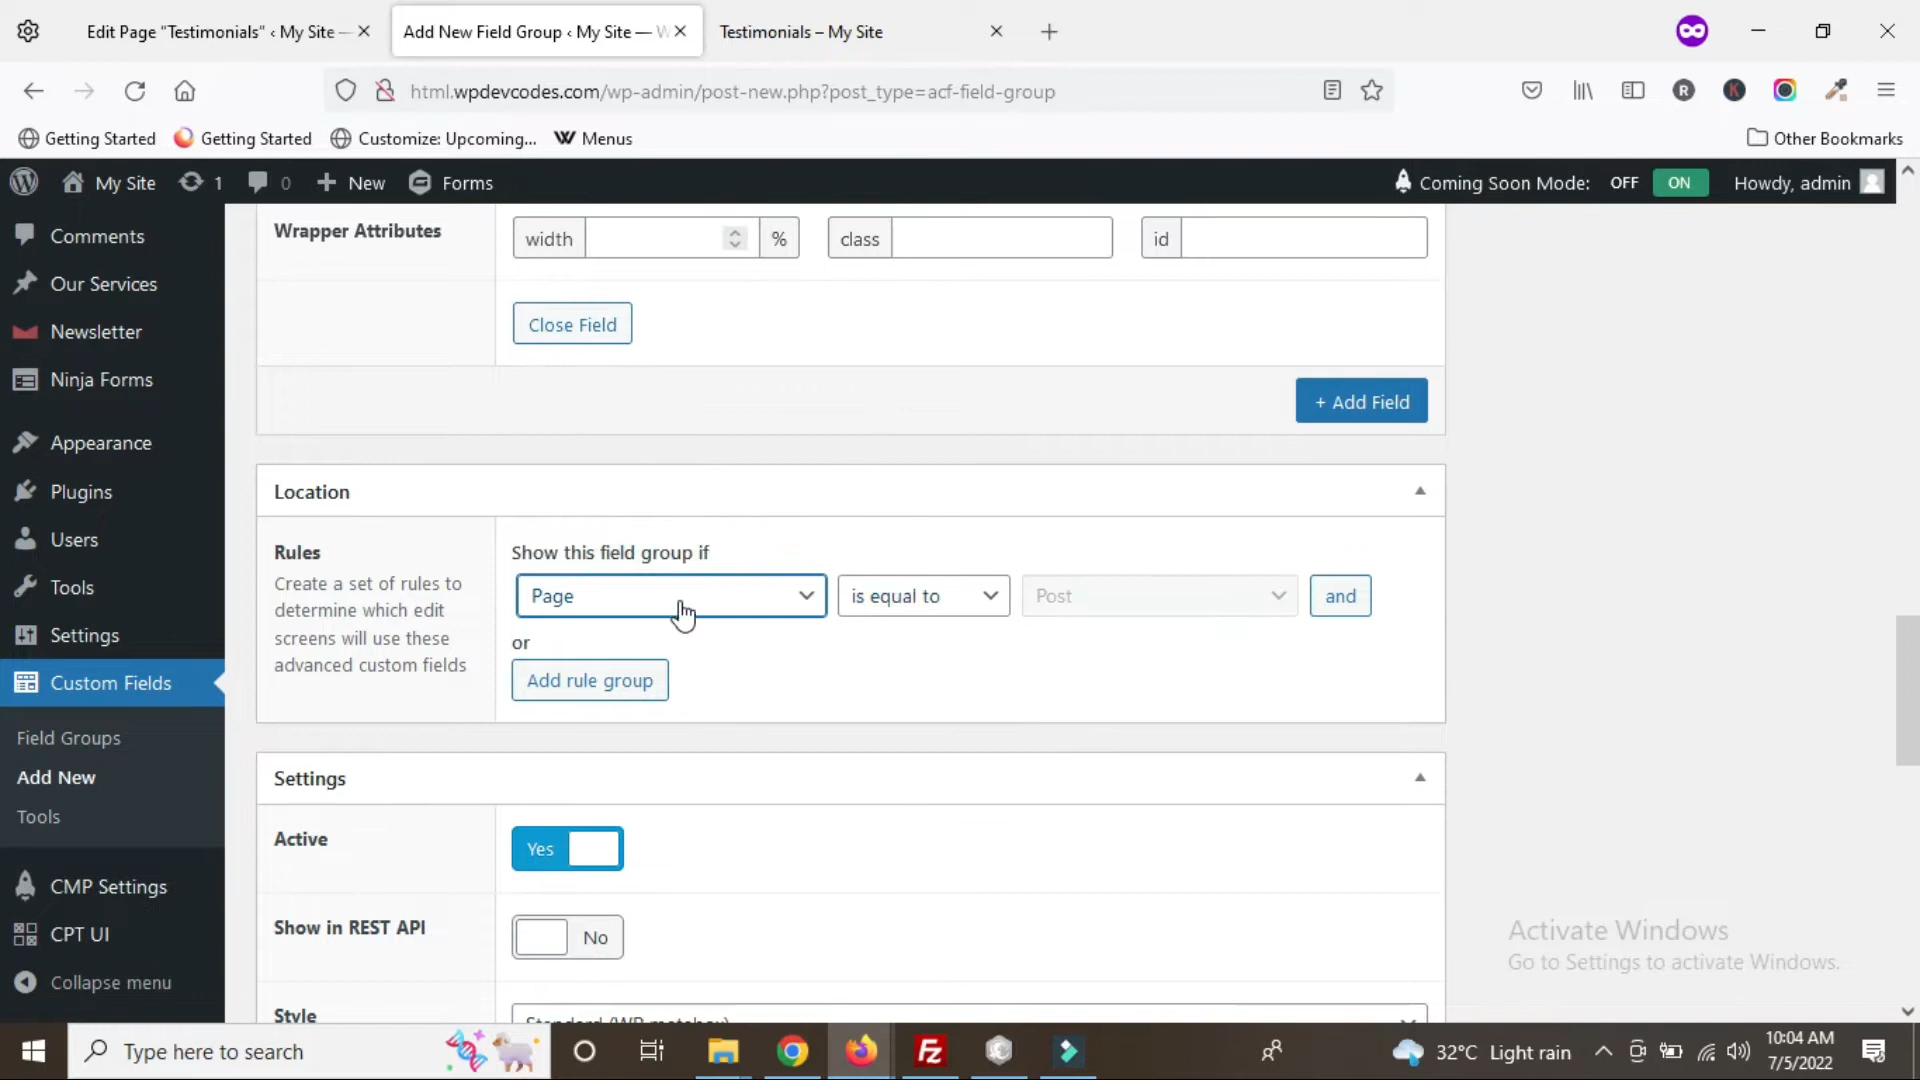 Edit Page "Testimonials" ‹ My Site —
Add New Field Group ‹ My Site — W
Testimonials – My Site
html.wpdevcodes.com/wp-admin/post-new.php?post_type=acf-field-group
Getting Started
Getting Started
Customize: Upcoming...
Menus
Other Bookmarks
My Site
1
0
New
Forms
Coming Soon Mode:
OFF
ON
Howdy, admin
Comments
Our Services
Newsletter
Ninja Forms
Appearance
Plugins
Users
Tools
Settings
Custom Fields
Field Groups
Add New
Tools
CMP Settings
CPT UI
Collapse menu
Wrapper Attributes
width
%
class
id
Close Field
+ Add Field
Location
Rules
Create a set of rules to
determine which edit
screens will use these
advanced custom fields
Show this field group if
Page
is equal to
Post
and
or
Add rule group
Settings
Active
Yes
Show in REST API
No
Style
Standard (WP metabox)
Activate Windows
Go to Settings to activate Windows.
Type here to search
32°C Light rain
10:04 AM
7/5/2022